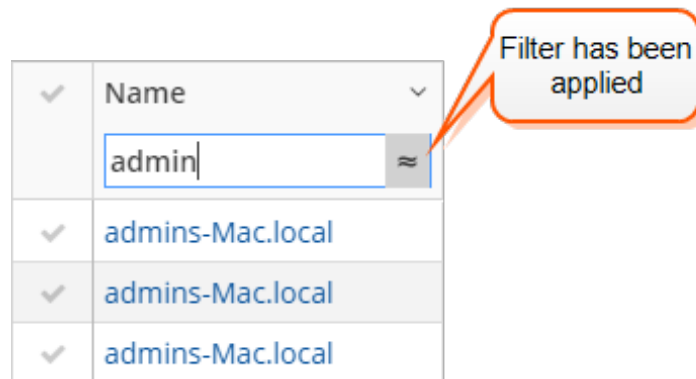 Filter has been
applied
Name
admin
≈
admins-Mac.local
admins-Mac.local
admins-Mac.local